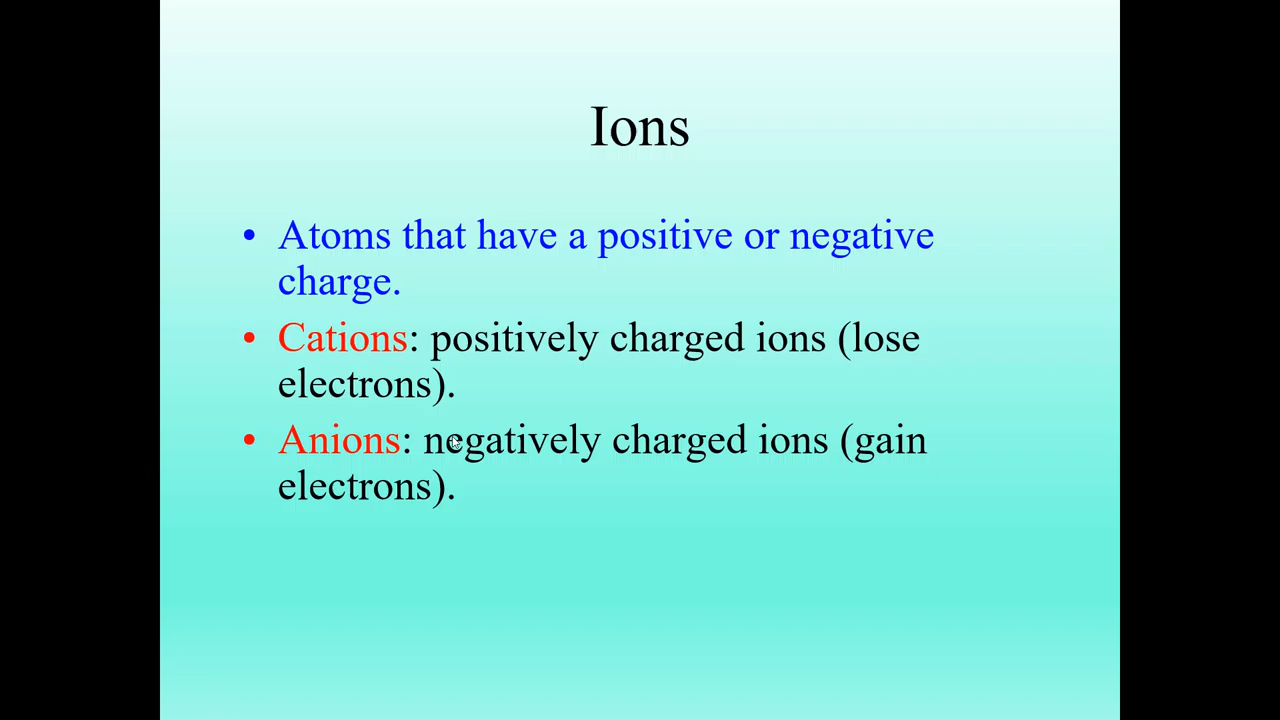 Ions
• Atoms that have a positive or negative
charge.
• Cations: positively charged ions (lose
electrons).
• Anions: negatively charged ions (gain
electrons).